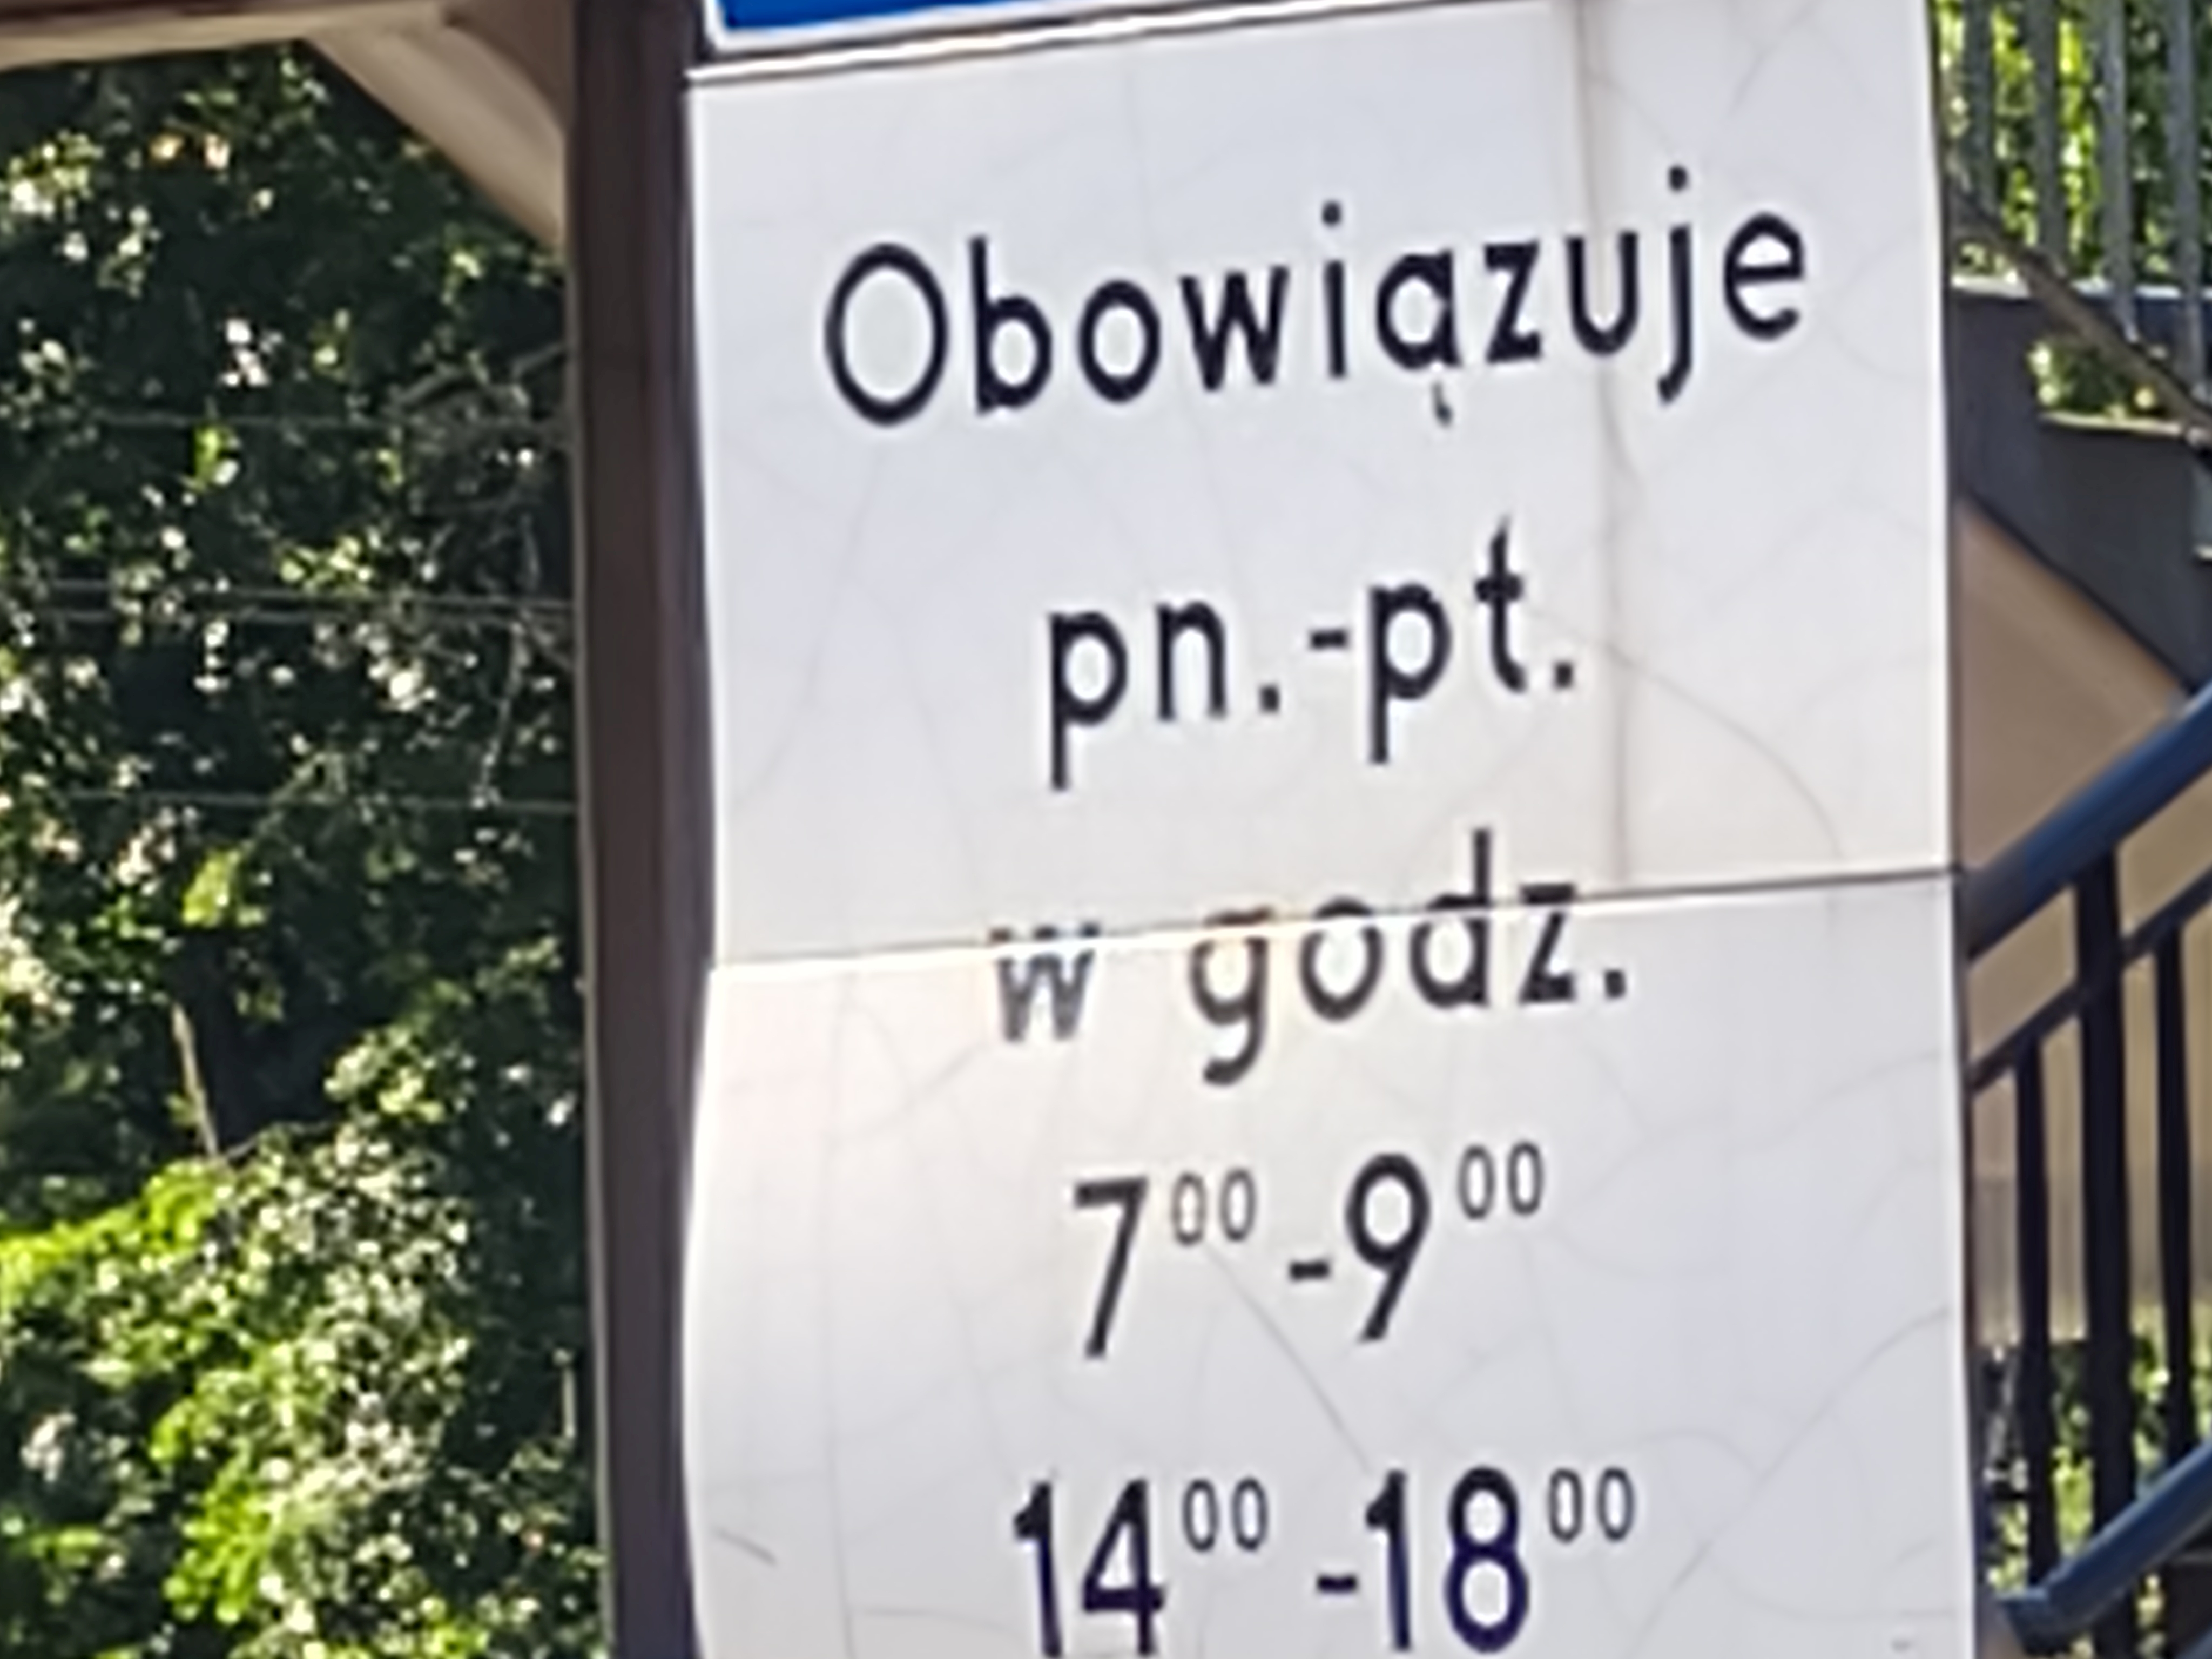 Obowiązuje
pn.-pt.
w godz.
7⁰⁰-9⁰⁰
14⁰⁰-18⁰⁰